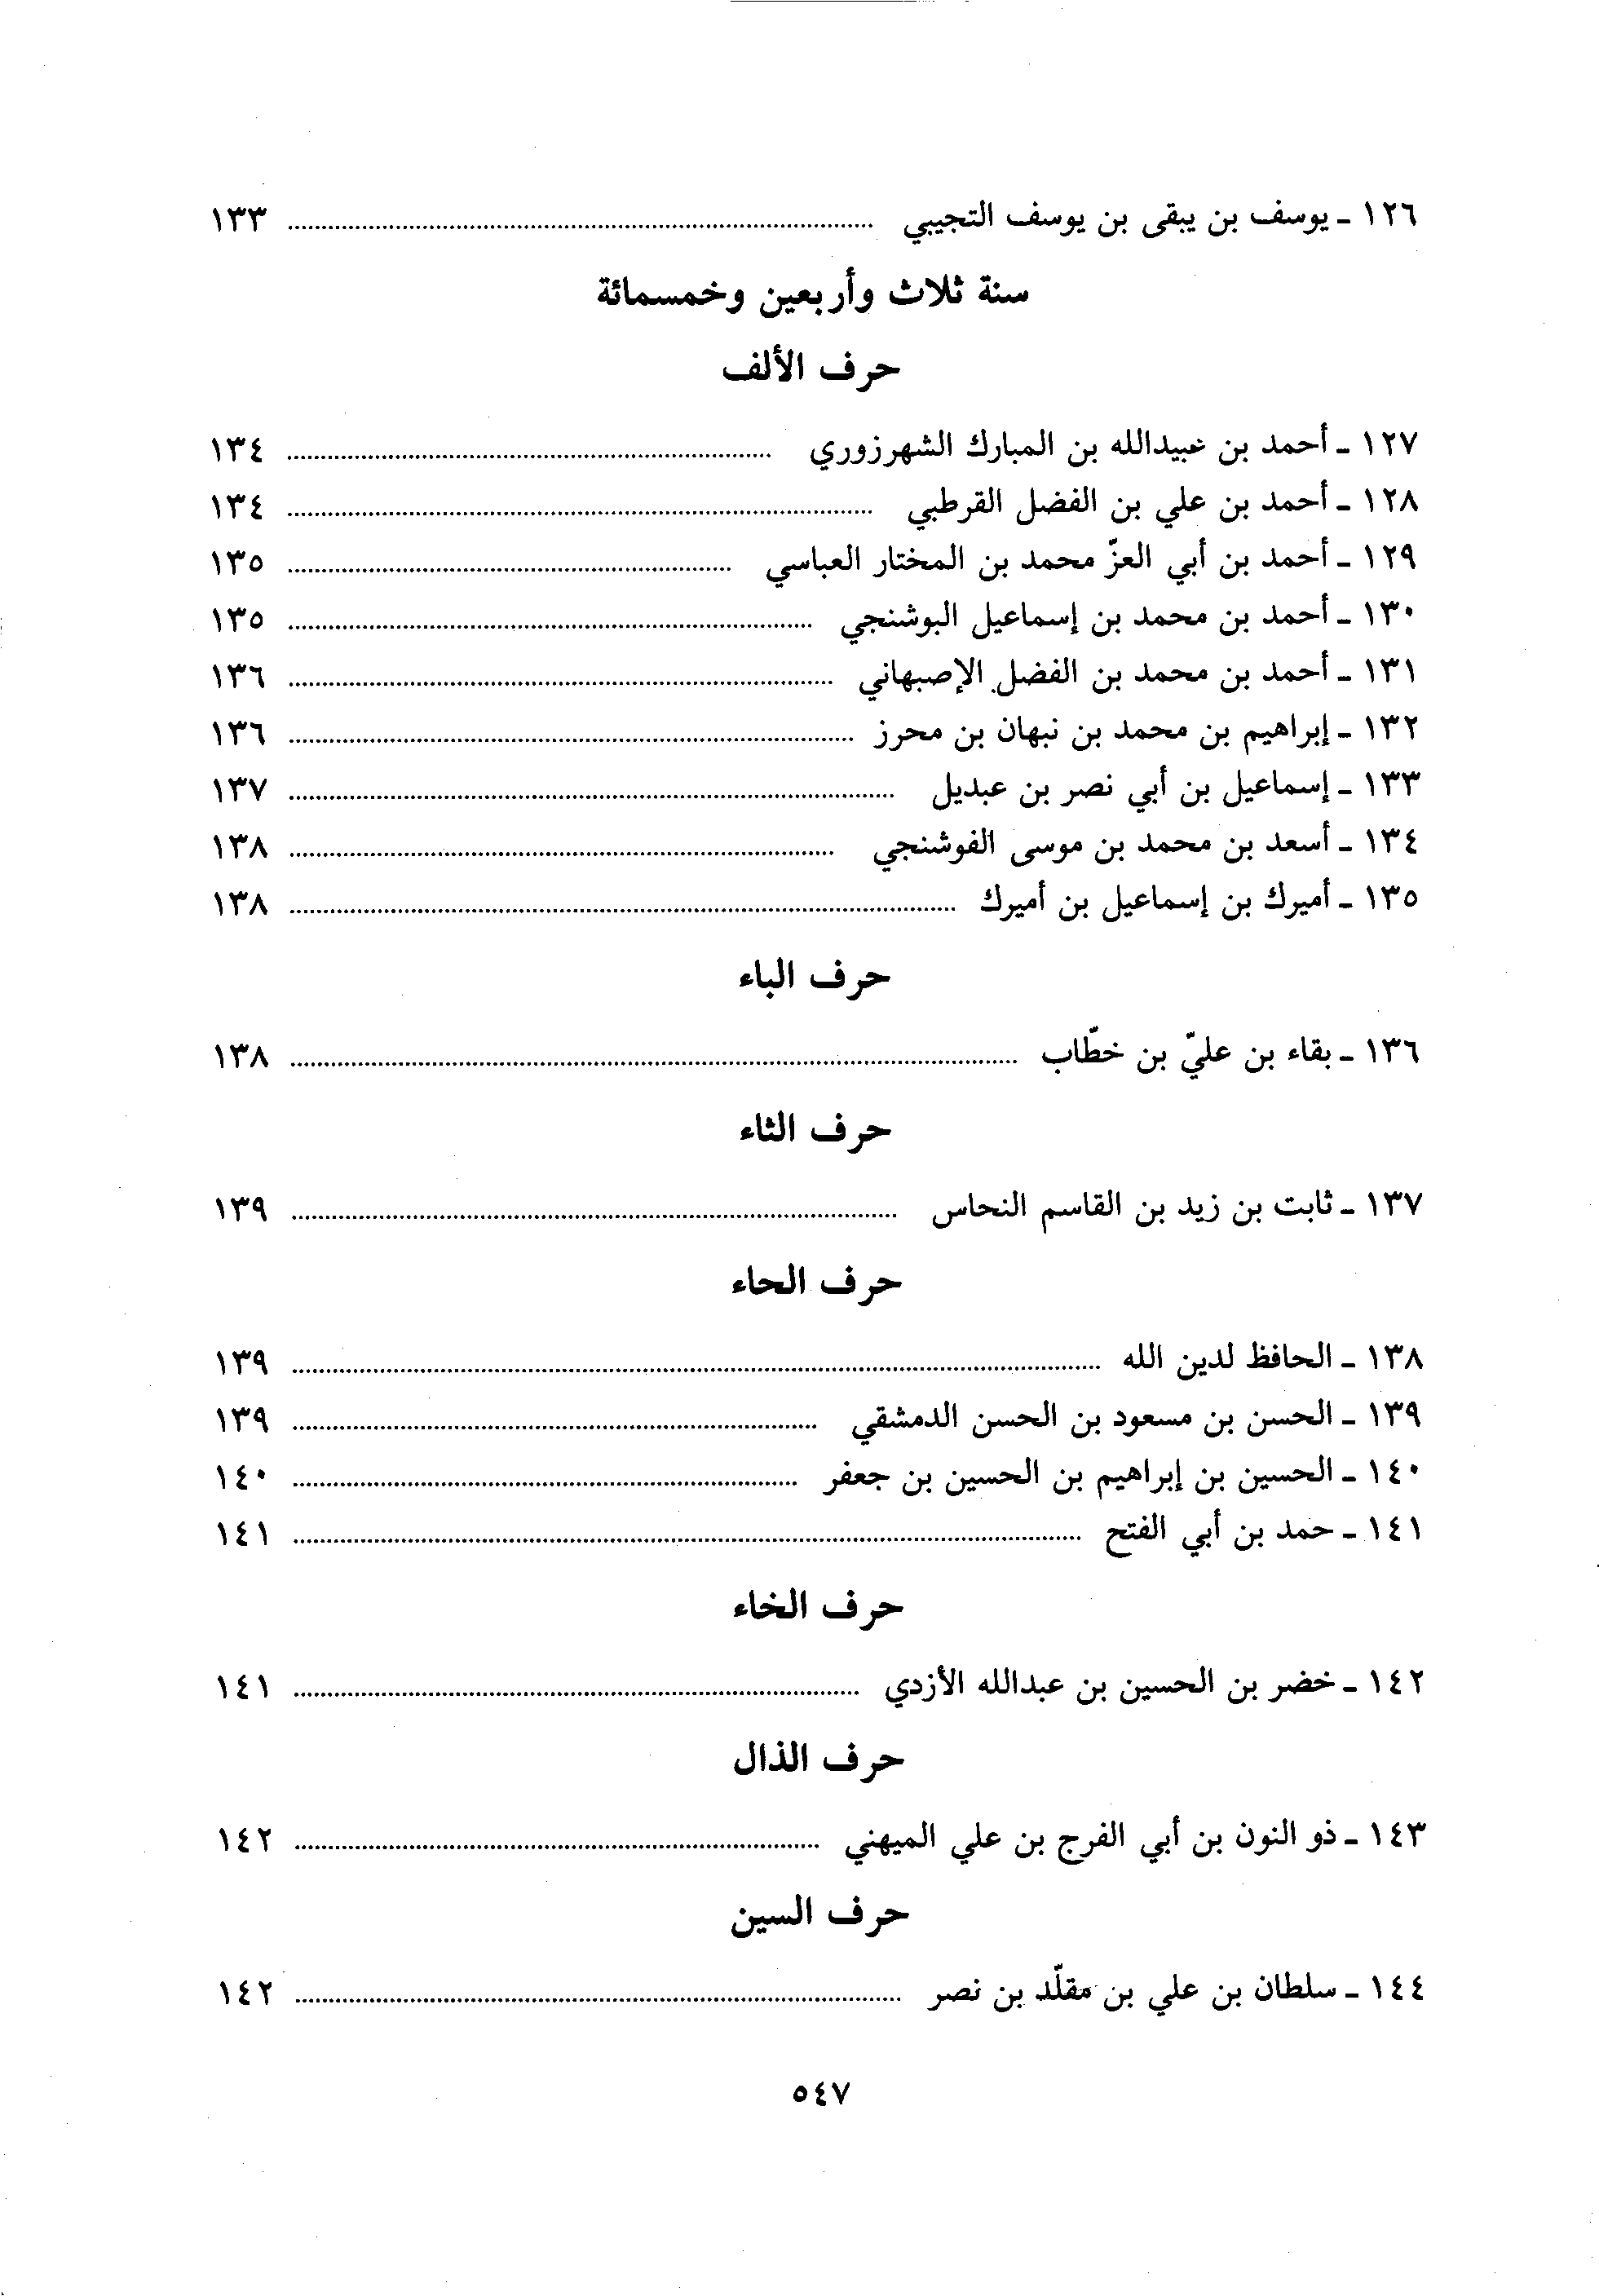 ١٢٦ - يوسف بن يبقى بن يوسف التجيبي ........ ١٣٣
سنة ثلاث وأربعين وخمسمائة
حرف الألف
١٢٧ - أحمد بن عبيدالله بن المبارك الشهرزوري ........ ١٣٤
١٢٨ - أحمد بن علي بن الفضل القرطبي ........ ١٣٤
١٢٩ - أحمد بن أبي العزّ محمد بن المختار العباسي ........ ١٣٥
١٣٠ - أحمد بن محمد بن إسماعيل البوشنجي ........ ١٣٥
١٣١ - أحمد بن محمد بن الفضل الإصبهاني ........ ١٣٦
١٣٢ - إبراهيم بن محمد بن نبهان بن محرز ........ ١٣٦
١٣٣ - إسماعيل بن أبي نصر بن عبديل ........ ١٣٧
١٣٤ - أسعد بن محمد بن موسى الفوشنجي ........ ١٣٨
١٣٥ - أميرك بن إسماعيل بن أميرك ........ ١٣٨
حرف الباء
١٣٦ - بقاء بن عليّ بن خطّاب ........ ١٣٨
حرف الثاء
١٣٧ - ثابت بن زيد بن القاسم النحاس ........ ١٣٩
حرف الحاء
١٣٨ - الحافظ لدين الله ........ ١٣٩
١٣٩ - الحسن بن مسعود بن الحسن الدمشقي ........ ١٣٩
١٤٠ - الحسين بن إبراهيم بن الحسين بن جعفر ........ ١٤٠
١٤١ - حمد بن أبي الفتح ........ ١٤١
حرف الخاء
١٤٢ - خضر بن الحسين بن عبدالله الأزدي ........ ١٤١
حرف الذال
١٤٣ - ذو النون بن أبي الفرج بن علي الميهني ........ ١٤٢
حرف السين
١٤٤ - سلطان بن علي بن مقلّد بن نصر ........ ١٤٢
٥٤٧